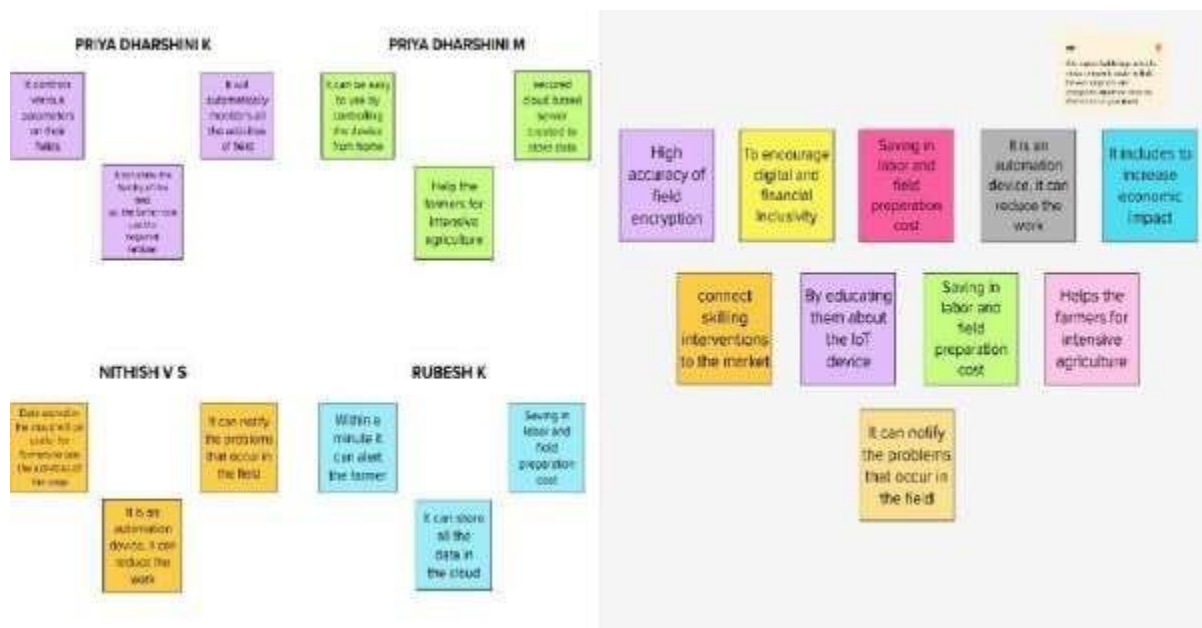 PRIYA DHARSHINI K
It controls
various
parameters
on their
fields
It will
automatically
monitors all
the activities
of field
the
required
fertilizer
PRIYA DHARSHINI M
It can be easy
to use by
controlling
the device
from home
secured
cloud based
server
created to
store data
Help the
farmers for
intensive
agriculture
NITHISH V S
It can notify
the problems
that occur in
the field
It is an
automation
device, it can
reduce the
work
RUBESH K
Within a
minute it
can alert
the farmer
Saving in
labor and
field
preparation
cost
It can store
all the
data in
the cloud
High
accuracy of
field
encryption
To encourage
digital and
financial
inclusivity
Saving in
labor and
field
preparation
cost
It is an
automation
device, it can
reduce the
work
It includes to
increase
economic
impact
connect
skilling
interventions
to the market
By educating
them about
the IoT
device
Saving in
labor and
field
preparation
cost
Helps the
farmers for
intensive
agriculture
It can notify
the problems
that occur in
the field